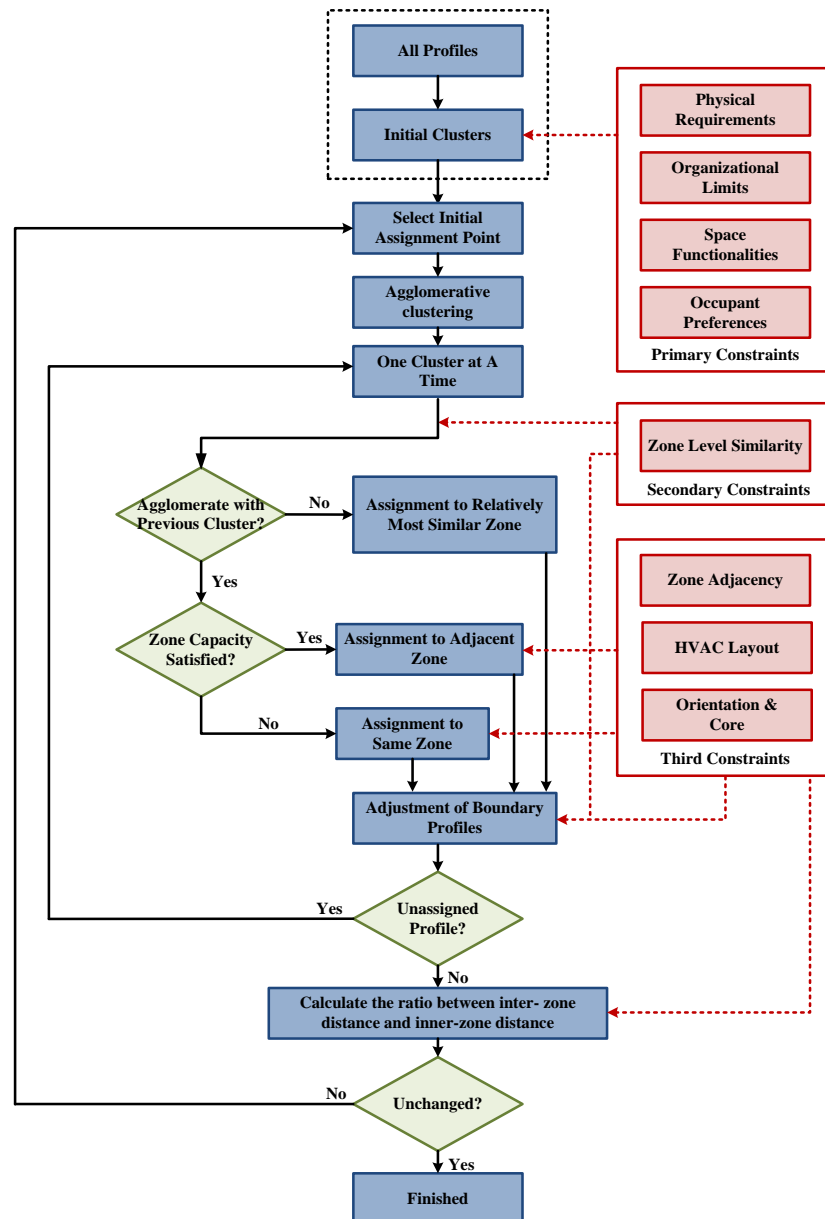 All Profiles
Initial Clusters
Select Initial
Assignment Point
Agglomerative
clustering
One Cluster at A
Time
Agglomerate with
Previous Cluster?
No
Assignment to Relatively
Most Similar Zone
Yes
Zone Capacity
Satisfied?
Yes
Assignment to Adjacent
Zone
No
Assignment to
Same Zone
Adjustment of Boundary
Profiles
Yes
Unassigned
Profile?
No
Calculate the ratio between inter- zone
distance and inner-zone distance
No
Unchanged?
Yes
Finished
Physical
Requirements
Organizational
Limits
Space
Functionalities
Occupant
Preferences
Primary Constraints
Zone Level Similarity
Secondary Constraints
Zone Adjacency
HVAC Layout
Orientation &
Core
Third Constraints